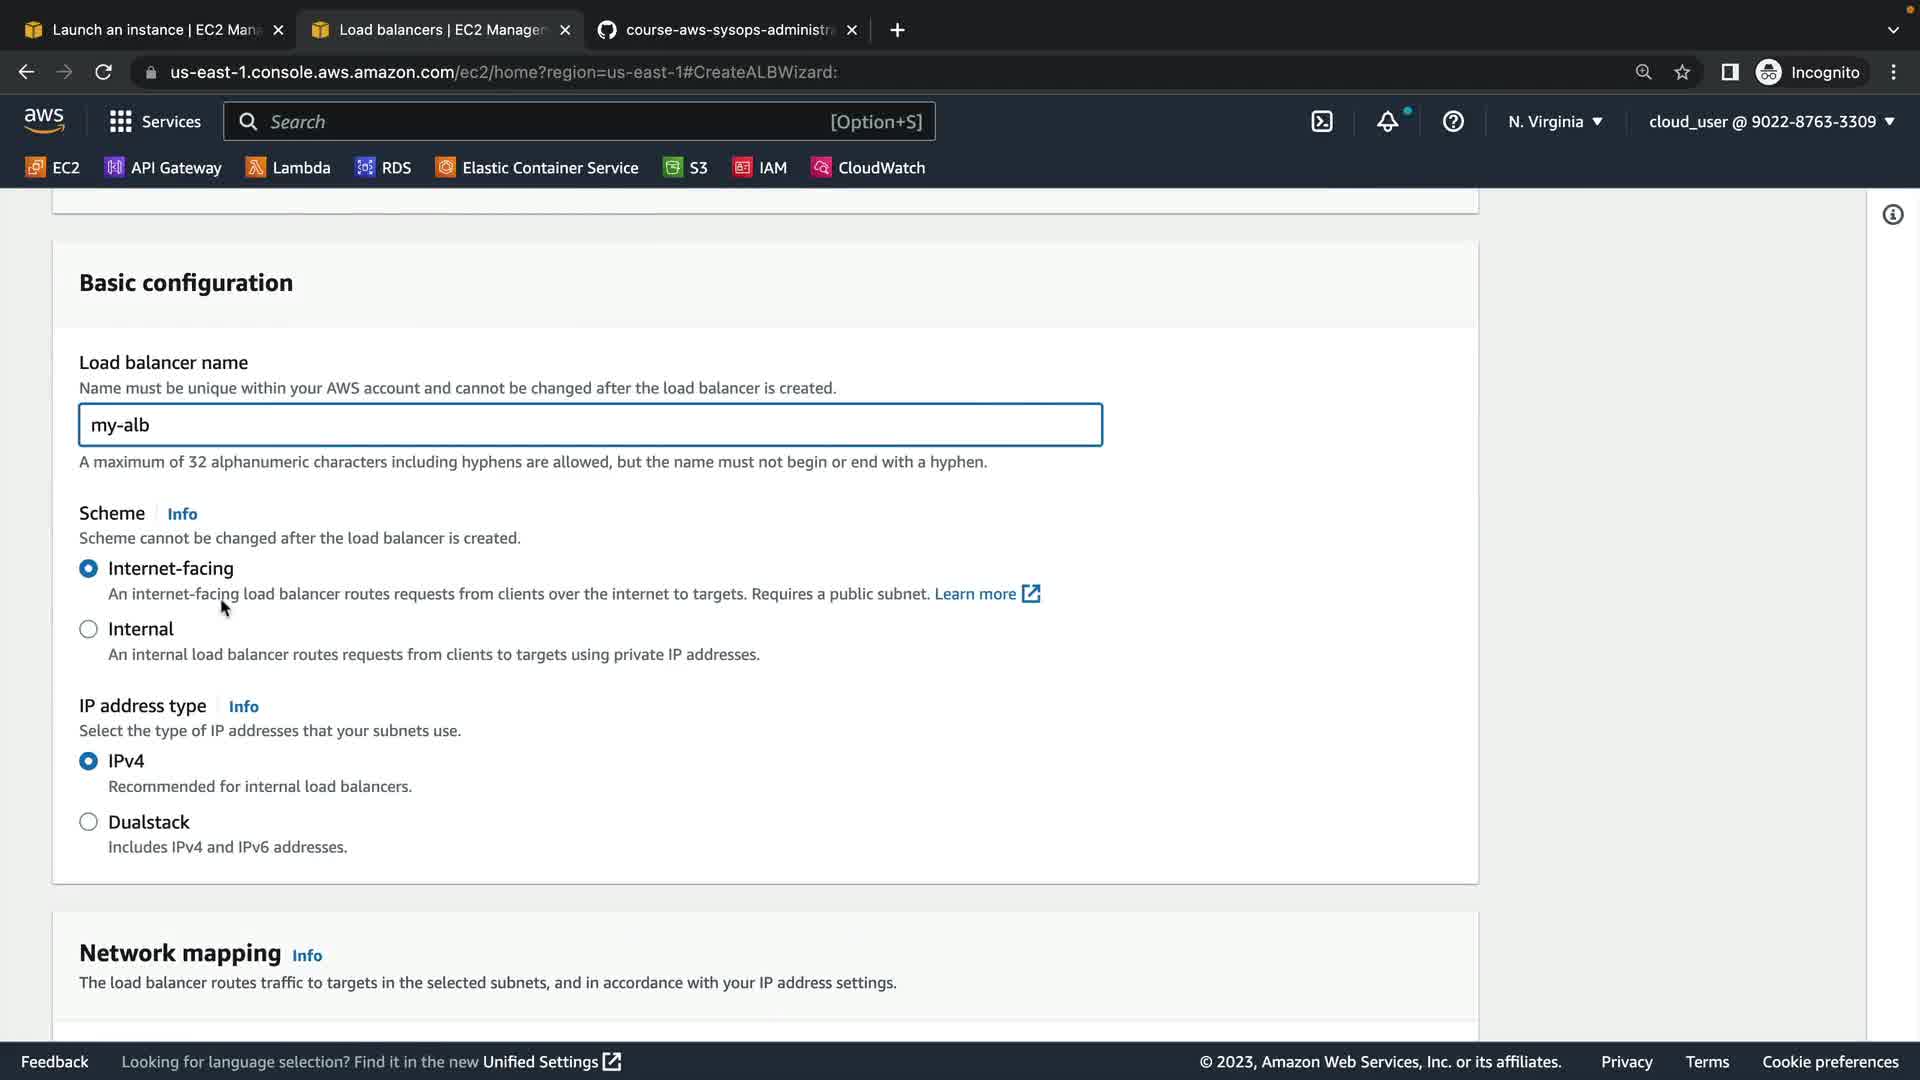 Launch an instance | EC2 Mana
Load balancers | EC2 Manager
course-aws-sysops-administra
us-east-1.console.aws.amazon.com/ec2/home?region=us-east-1#CreateALBWizard:
Incognito
aws
Services
Search
[Option+S]
N. Virginia
cloud_user @ 9022-8763-3309
EC2
API Gateway
Lambda
RDS
Elastic Container Service
S3
IAM
CloudWatch
Basic configuration
Load balancer name
Name must be unique within your AWS account and cannot be changed after the load balancer is created.
my-alb
A maximum of 32 alphanumeric characters including hyphens are allowed, but the name must not begin or end with a hyphen.
Scheme Info
Scheme cannot be changed after the load balancer is created.
Internet-facing
An internet-facing load balancer routes requests from clients over the internet to targets. Requires a public subnet. Learn more
Internal
An internal load balancer routes requests from clients to targets using private IP addresses.
IP address type Info
Select the type of IP addresses that your subnets use.
IPv4
Recommended for internal load balancers.
Dualstack
Includes IPv4 and IPv6 addresses.
Network mapping Info
The load balancer routes traffic to targets in the selected subnets, and in accordance with your IP address settings.
Feedback
Looking for language selection? Find it in the new Unified Settings
© 2023, Amazon Web Services, Inc. or its affiliates.
Privacy
Terms
Cookie preferences